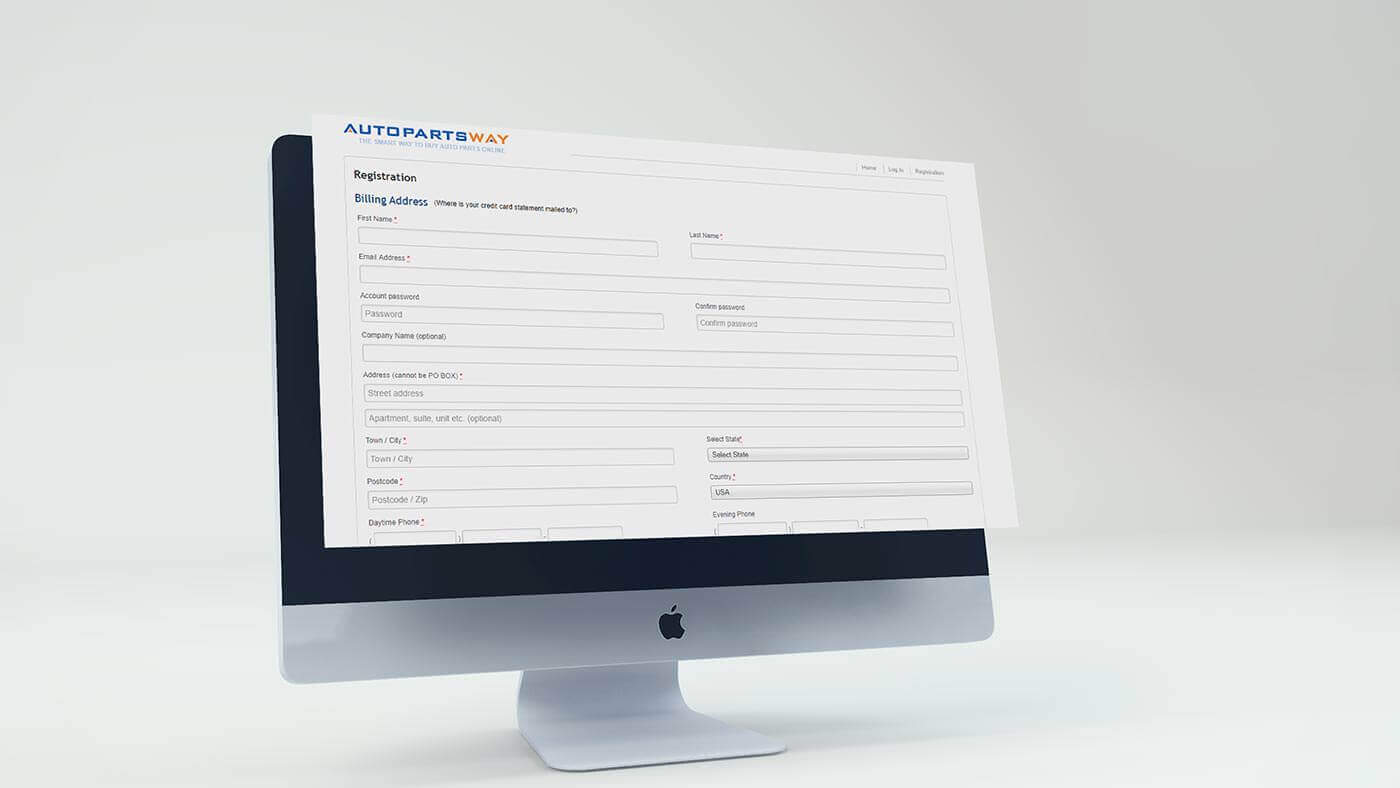 AUTOPARTSWAY
THE SMART WAY TO BUY AUTO PARTS ONLINE
Home Log In Registration
Registration
Billing Address (Where is your credit card statement mailed to?)
First Name *
Last Name *
Email Address *
Account password
Confirm password
Password
Confirm password
Company Name (optional)
Address (cannot be PO BOX) *
Street address
Apartment, suite, unit etc. (optional)
Town / City *
Select State*
Town / City
Select State
Postcode *
Country *
Postcode / Zip
USA
Daytime Phone *
Evening Phone
( ) -
( ) -